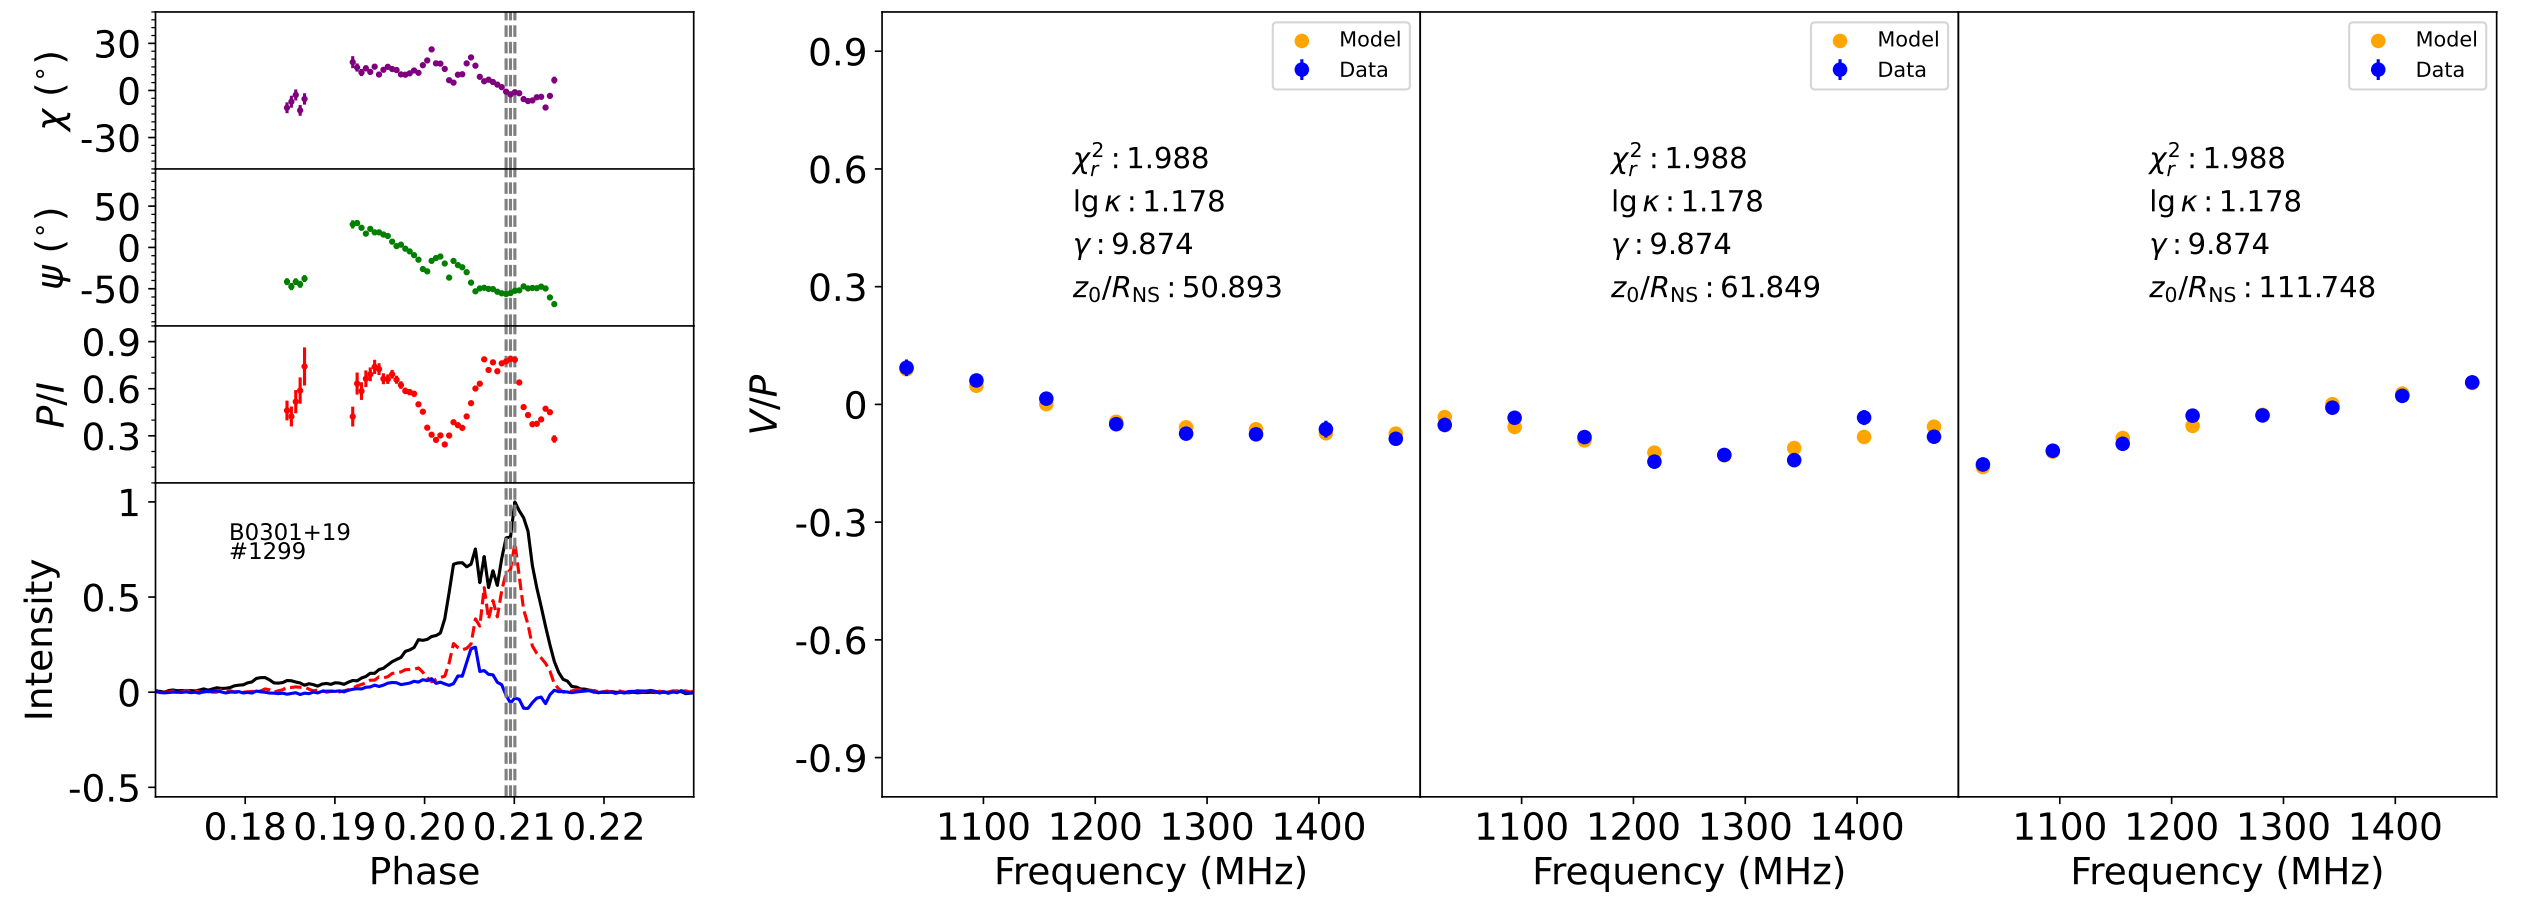 χ (°)
30
0
-30
ψ (°)
50
0
-50
P/I
0.9
0.6
0.3
Intensity
1
0.5
0
-0.5
B0301+19
#1299
0.18 0.19 0.20 0.21 0.22
Phase
V/P
0.9
0.6
0.3
0
-0.3
-0.6
-0.9
Model
Data
χ²ᵣ : 1.988
lg κ : 1.178
γ : 9.874
z₀/R_NS : 50.893
1100 1200 1300 1400
Frequency (MHz)
Model
Data
χ²ᵣ : 1.988
lg κ : 1.178
γ : 9.874
z₀/R_NS : 61.849
1100 1200 1300 1400
Frequency (MHz)
Model
Data
χ²ᵣ : 1.988
lg κ : 1.178
γ : 9.874
z₀/R_NS : 111.748
1100 1200 1300 1400
Frequency (MHz)